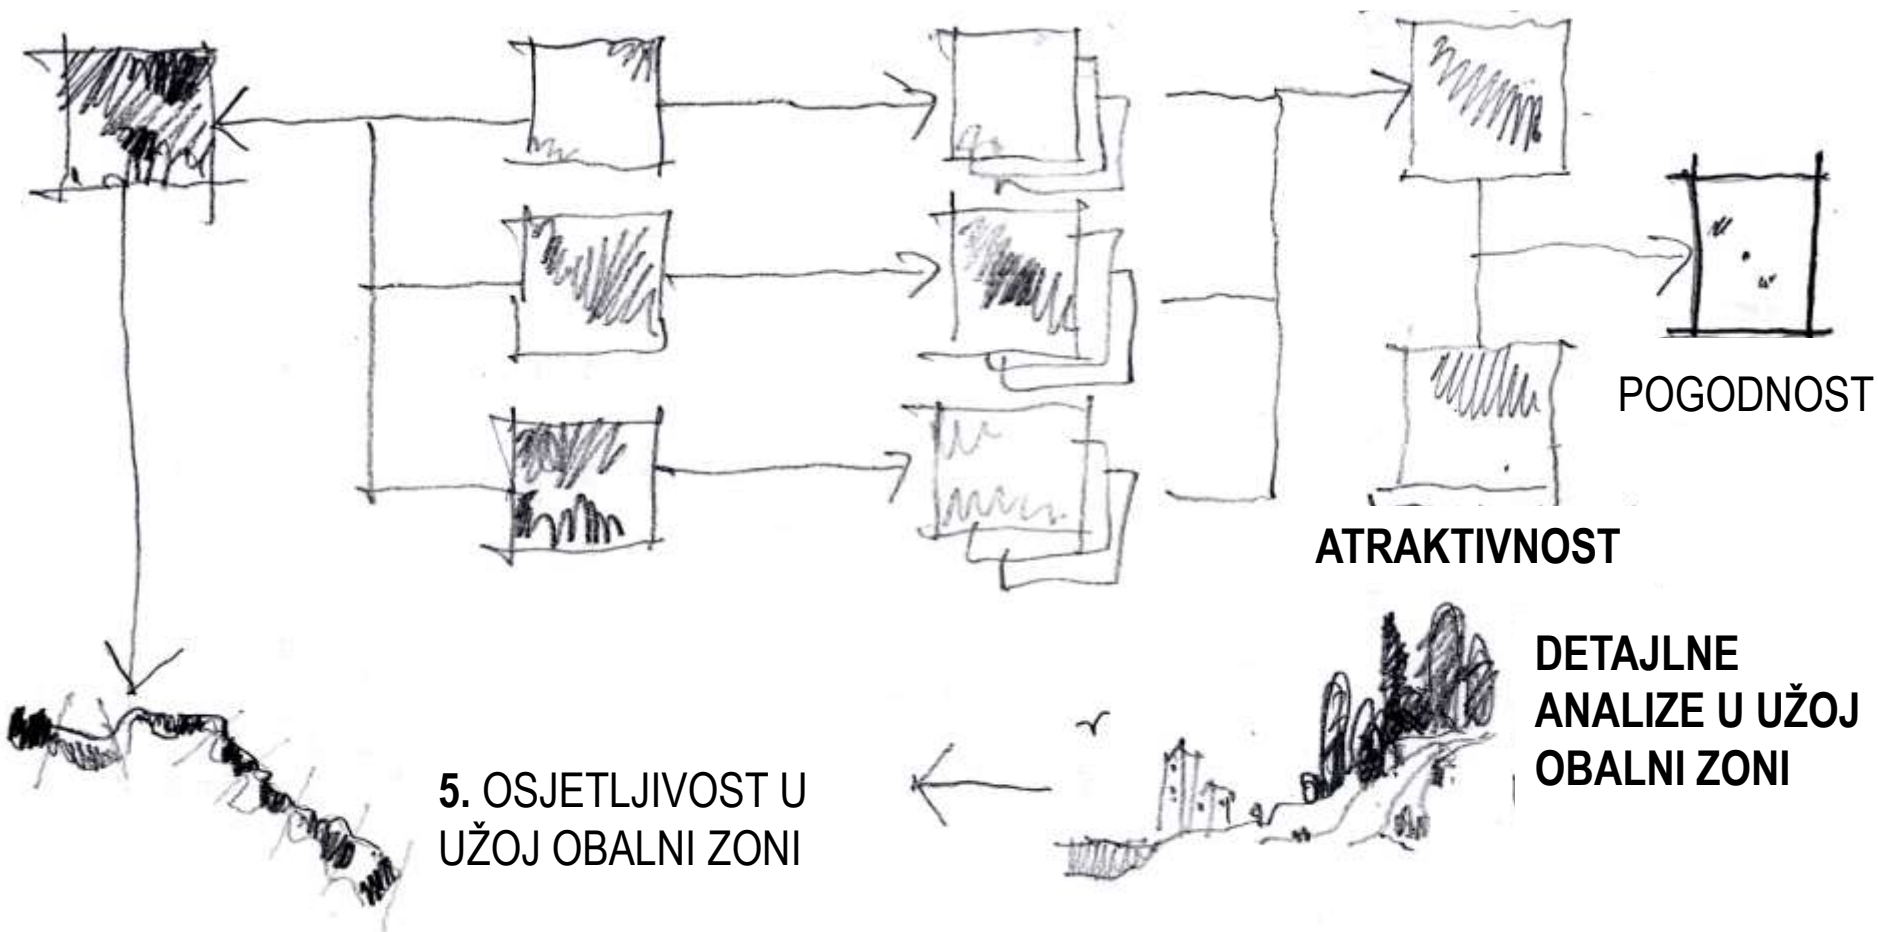 POGODNOST
ATRAKTIVNOST
DETAJLNE
ANALIZE U UŽOJ
OBALNI ZONI
5. OSJETLJIVOST U
UŽOJ OBALNI ZONI